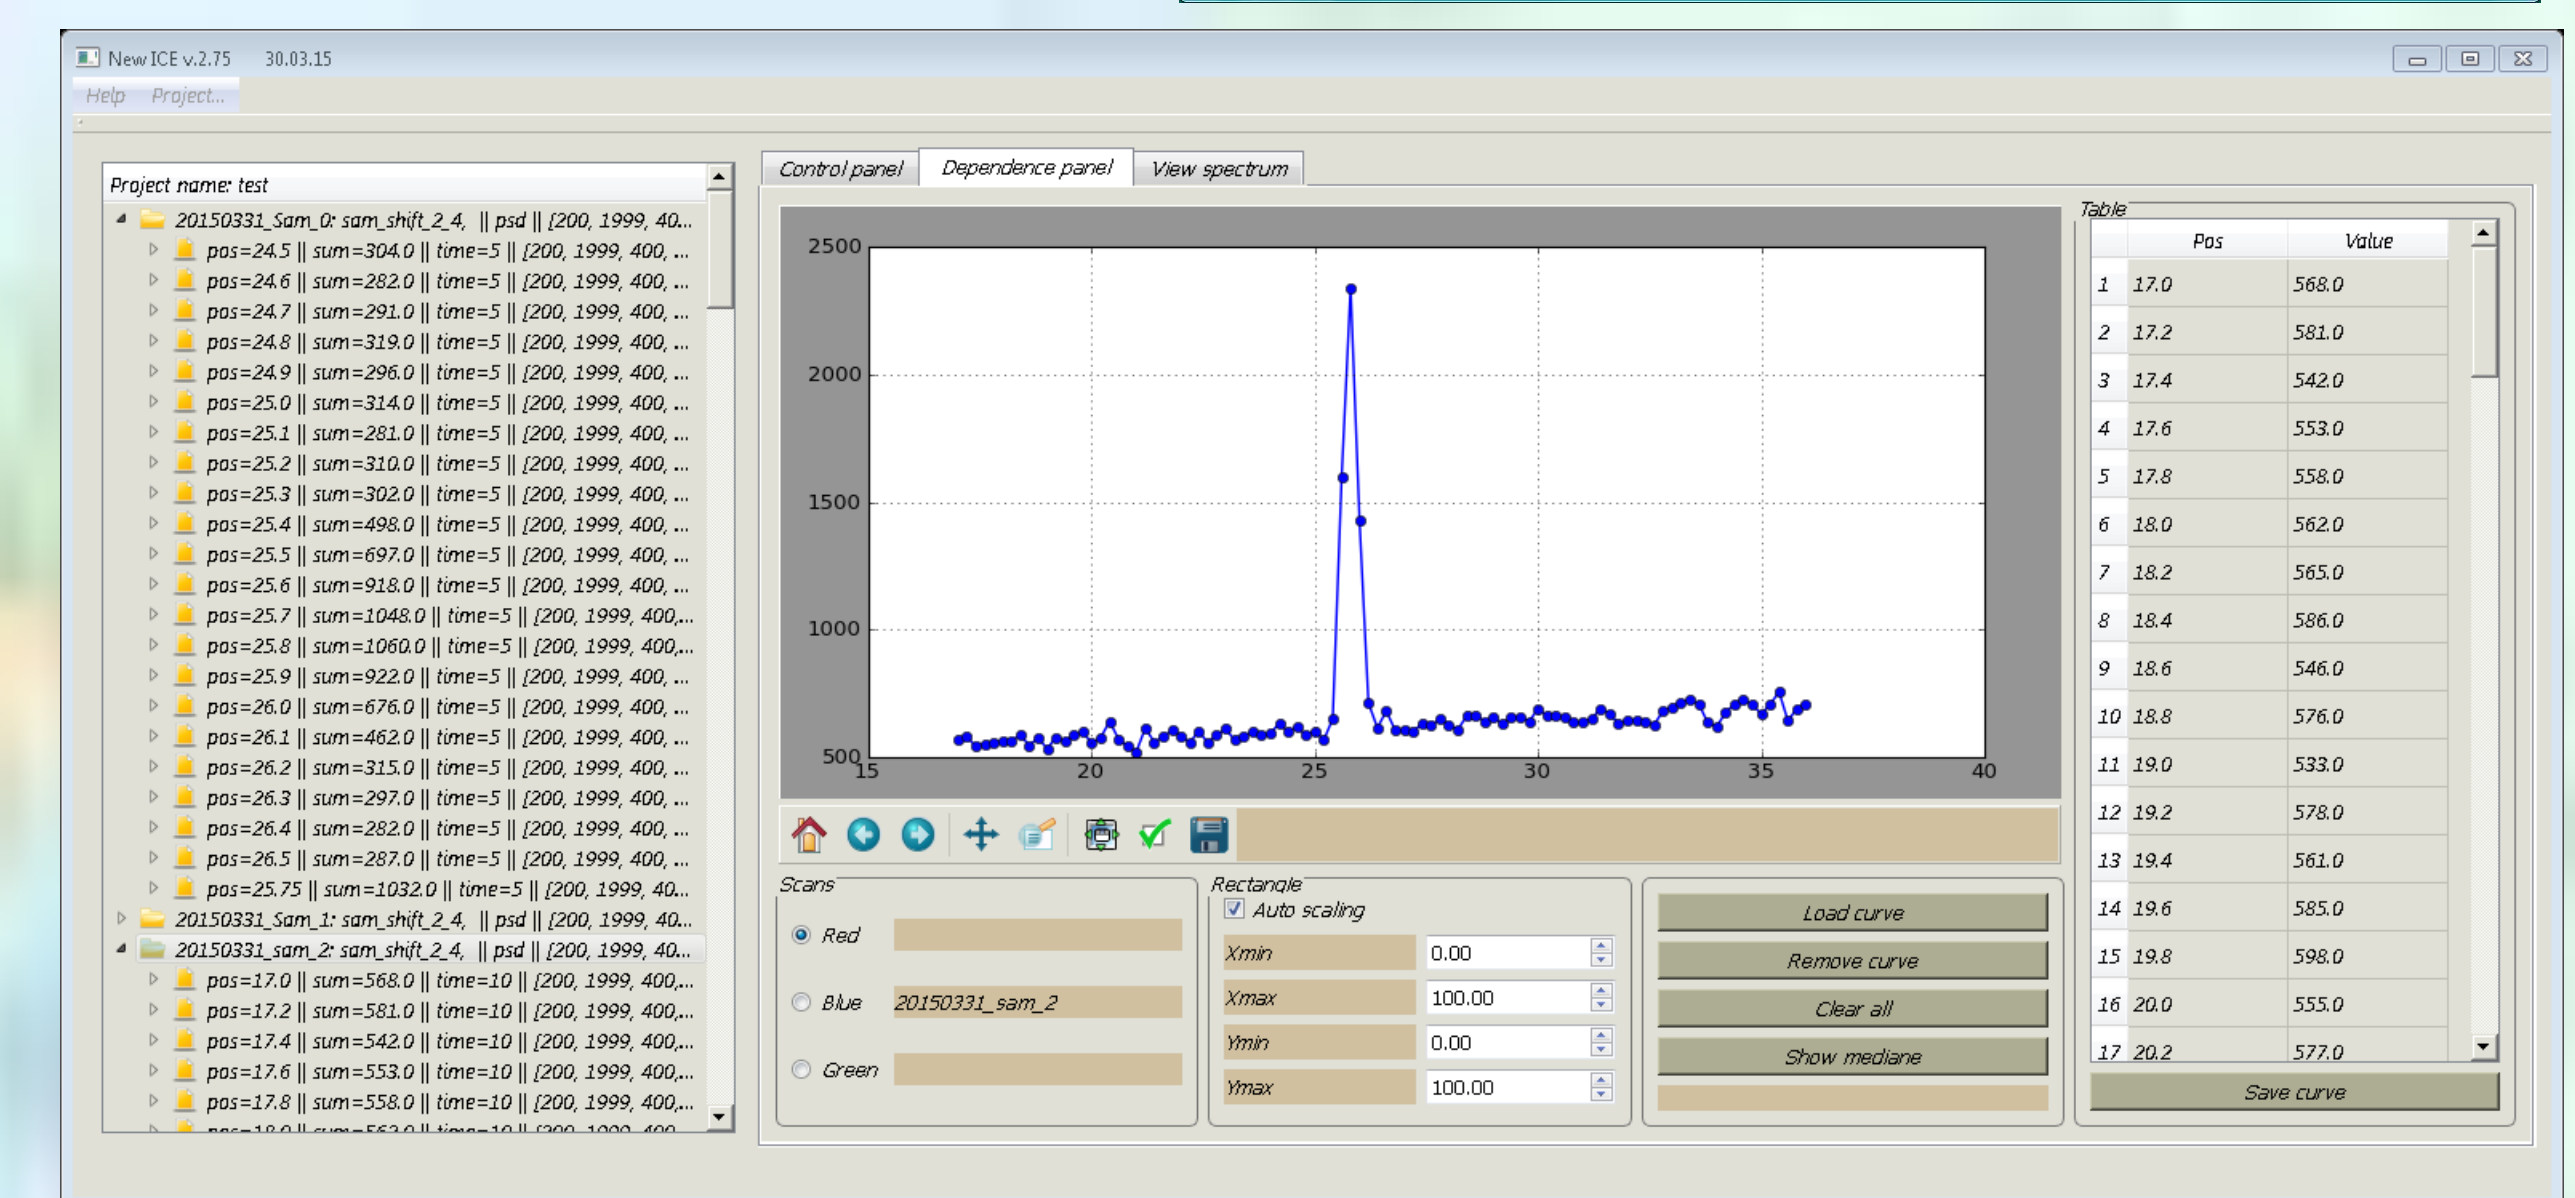 New ICE v.2.75 30.03.15
Help Project...
Project name: test
20150331_Sam_0: sam_shift_2_4, || psd || [200, 1999, 40...
pos=24.5 || sum=304.0 || time=5 || [200, 1999, 400, ...
pos=24.6 || sum=282.0 || time=5 || [200, 1999, 400, ...
pos=24.7 || sum=291.0 || time=5 || [200, 1999, 400, ...
pos=24.8 || sum=319.0 || time=5 || [200, 1999, 400, ...
pos=24.9 || sum=296.0 || time=5 || [200, 1999, 400, ...
pos=25.0 || sum=314.0 || time=5 || [200, 1999, 400, ...
pos=25.1 || sum=281.0 || time=5 || [200, 1999, 400, ...
pos=25.2 || sum=310.0 || time=5 || [200, 1999, 400, ...
pos=25.3 || sum=302.0 || time=5 || [200, 1999, 400, ...
pos=25.4 || sum=498.0 || time=5 || [200, 1999, 400, ...
pos=25.5 || sum=697.0 || time=5 || [200, 1999, 400, ...
pos=25.6 || sum=918.0 || time=5 || [200, 1999, 400, ...
pos=25.7 || sum=1048.0 || time=5 || [200, 1999, 400,...
pos=25.8 || sum=1060.0 || time=5 || [200, 1999, 400,...
pos=25.9 || sum=922.0 || time=5 || [200, 1999, 400, ...
pos=26.0 || sum=676.0 || time=5 || [200, 1999, 400, ...
pos=26.1 || sum=462.0 || time=5 || [200, 1999, 400, ...
pos=26.2 || sum=315.0 || time=5 || [200, 1999, 400, ...
pos=26.3 || sum=297.0 || time=5 || [200, 1999, 400, ...
pos=26.4 || sum=282.0 || time=5 || [200, 1999, 400, ...
pos=26.5 || sum=287.0 || time=5 || [200, 1999, 400, ...
pos=25.75 || sum=1032.0 || time=5 || [200, 1999, 40...
20150331_Sam_1: sam_shift_2_4, || psd || [200, 1999, 40...
20150331_sam_2: sam_shift_2_4, || psd || [200, 1999, 40...
pos=17.0 || sum=568.0 || time=10 || [200, 1999, 400,...
pos=17.2 || sum=581.0 || time=10 || [200, 1999, 400,...
pos=17.4 || sum=542.0 || time=10 || [200, 1999, 400,...
pos=17.6 || sum=553.0 || time=10 || [200, 1999, 400,...
pos=17.8 || sum=558.0 || time=10 || [200, 1999, 400,...
Control panel Dependence panel View spectrum
2500
2000
1500
1000
500
15 20 25 30 35 40
Scans
Red
Blue 20150331_sam_2
Green
Rectangle
Auto scaling
Xmin 0.00
Xmax 100.00
Ymin 0.00
Ymax 100.00
Load curve
Remove curve
Clear all
Show mediane
Table
Pos Value
1 17.0 568.0
2 17.2 581.0
3 17.4 542.0
4 17.6 553.0
5 17.8 558.0
6 18.0 562.0
7 18.2 565.0
8 18.4 586.0
9 18.6 546.0
10 18.8 576.0
11 19.0 533.0
12 19.2 578.0
13 19.4 561.0
14 19.6 585.0
15 19.8 598.0
16 20.0 555.0
17 20.2 577.0
Save curve